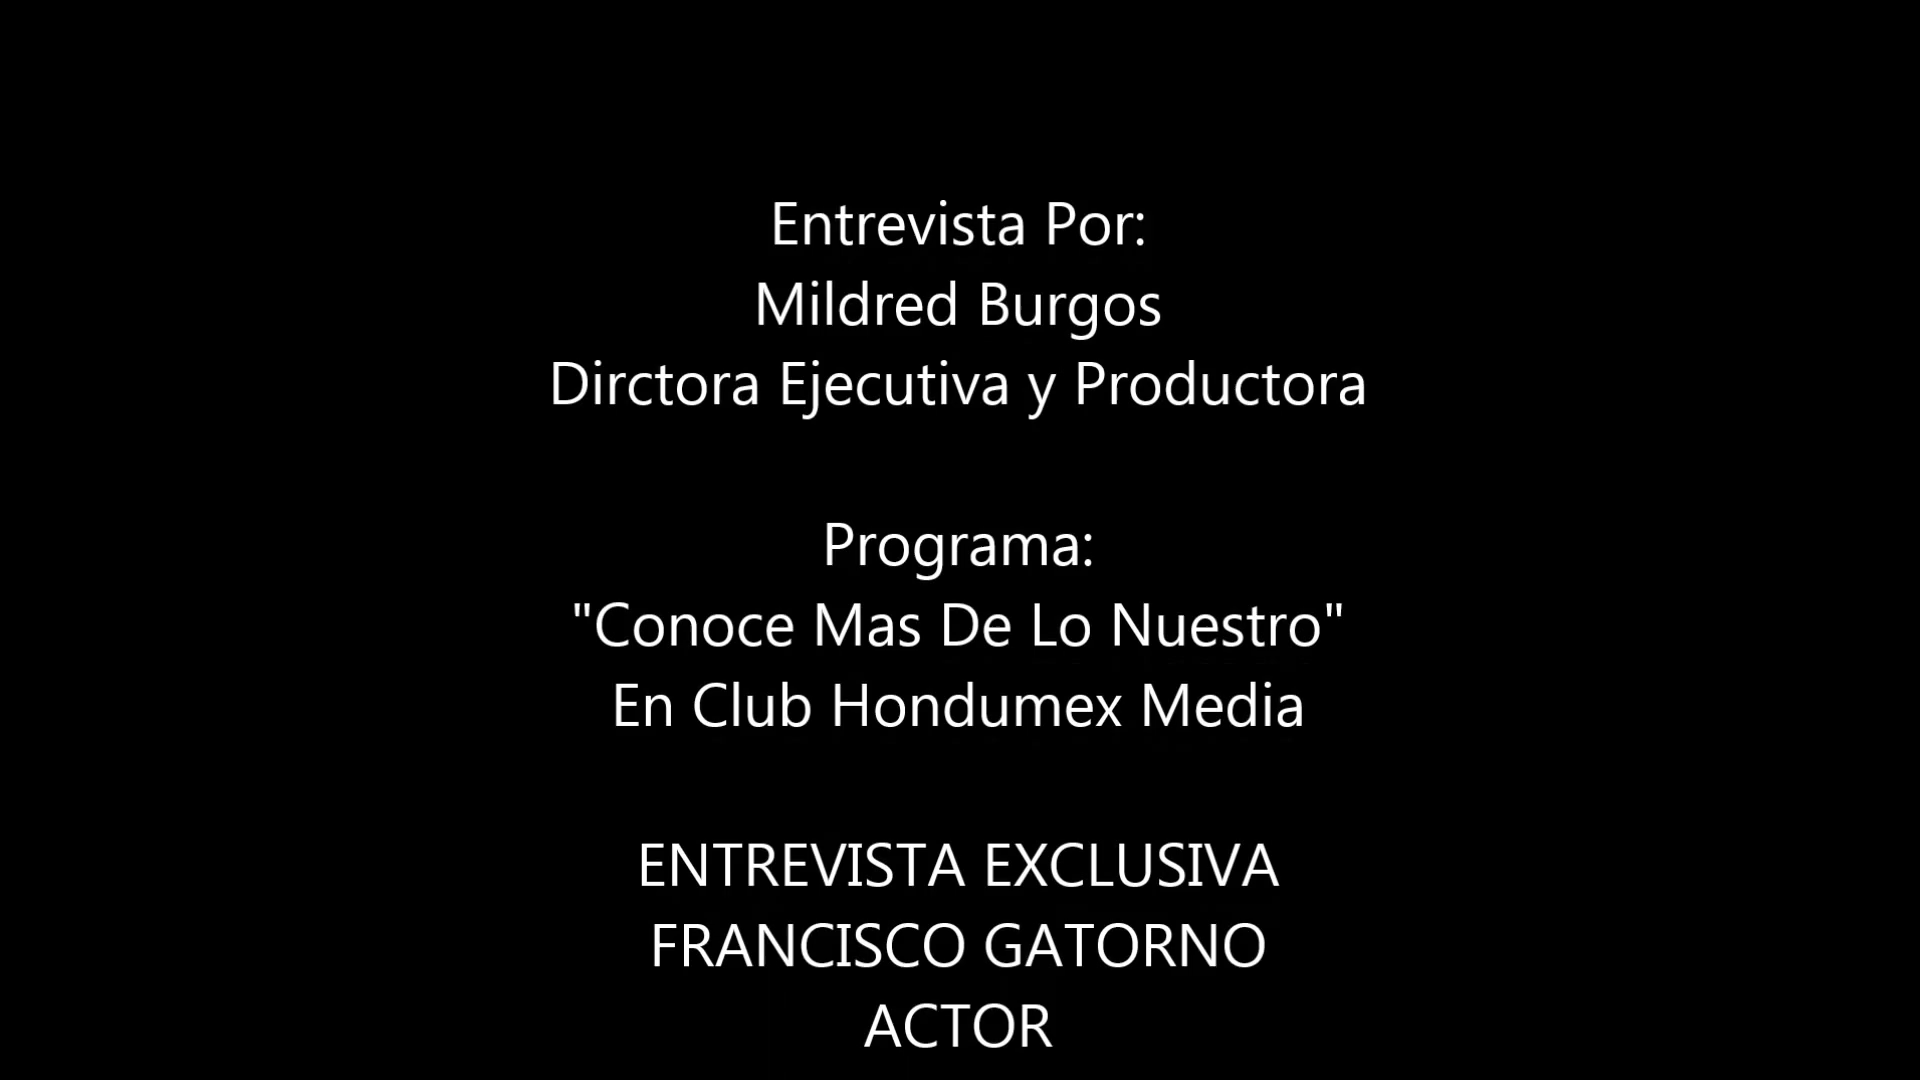 Entrevista Por:
Mildred Burgos
Dirctora Ejecutiva y Productora
Programa:
"Conoce Mas De Lo Nuestro"
En Club Hondumex Media
ENTREVISTA EXCLUSIVA
FRANCISCO GATORNO
ACTOR